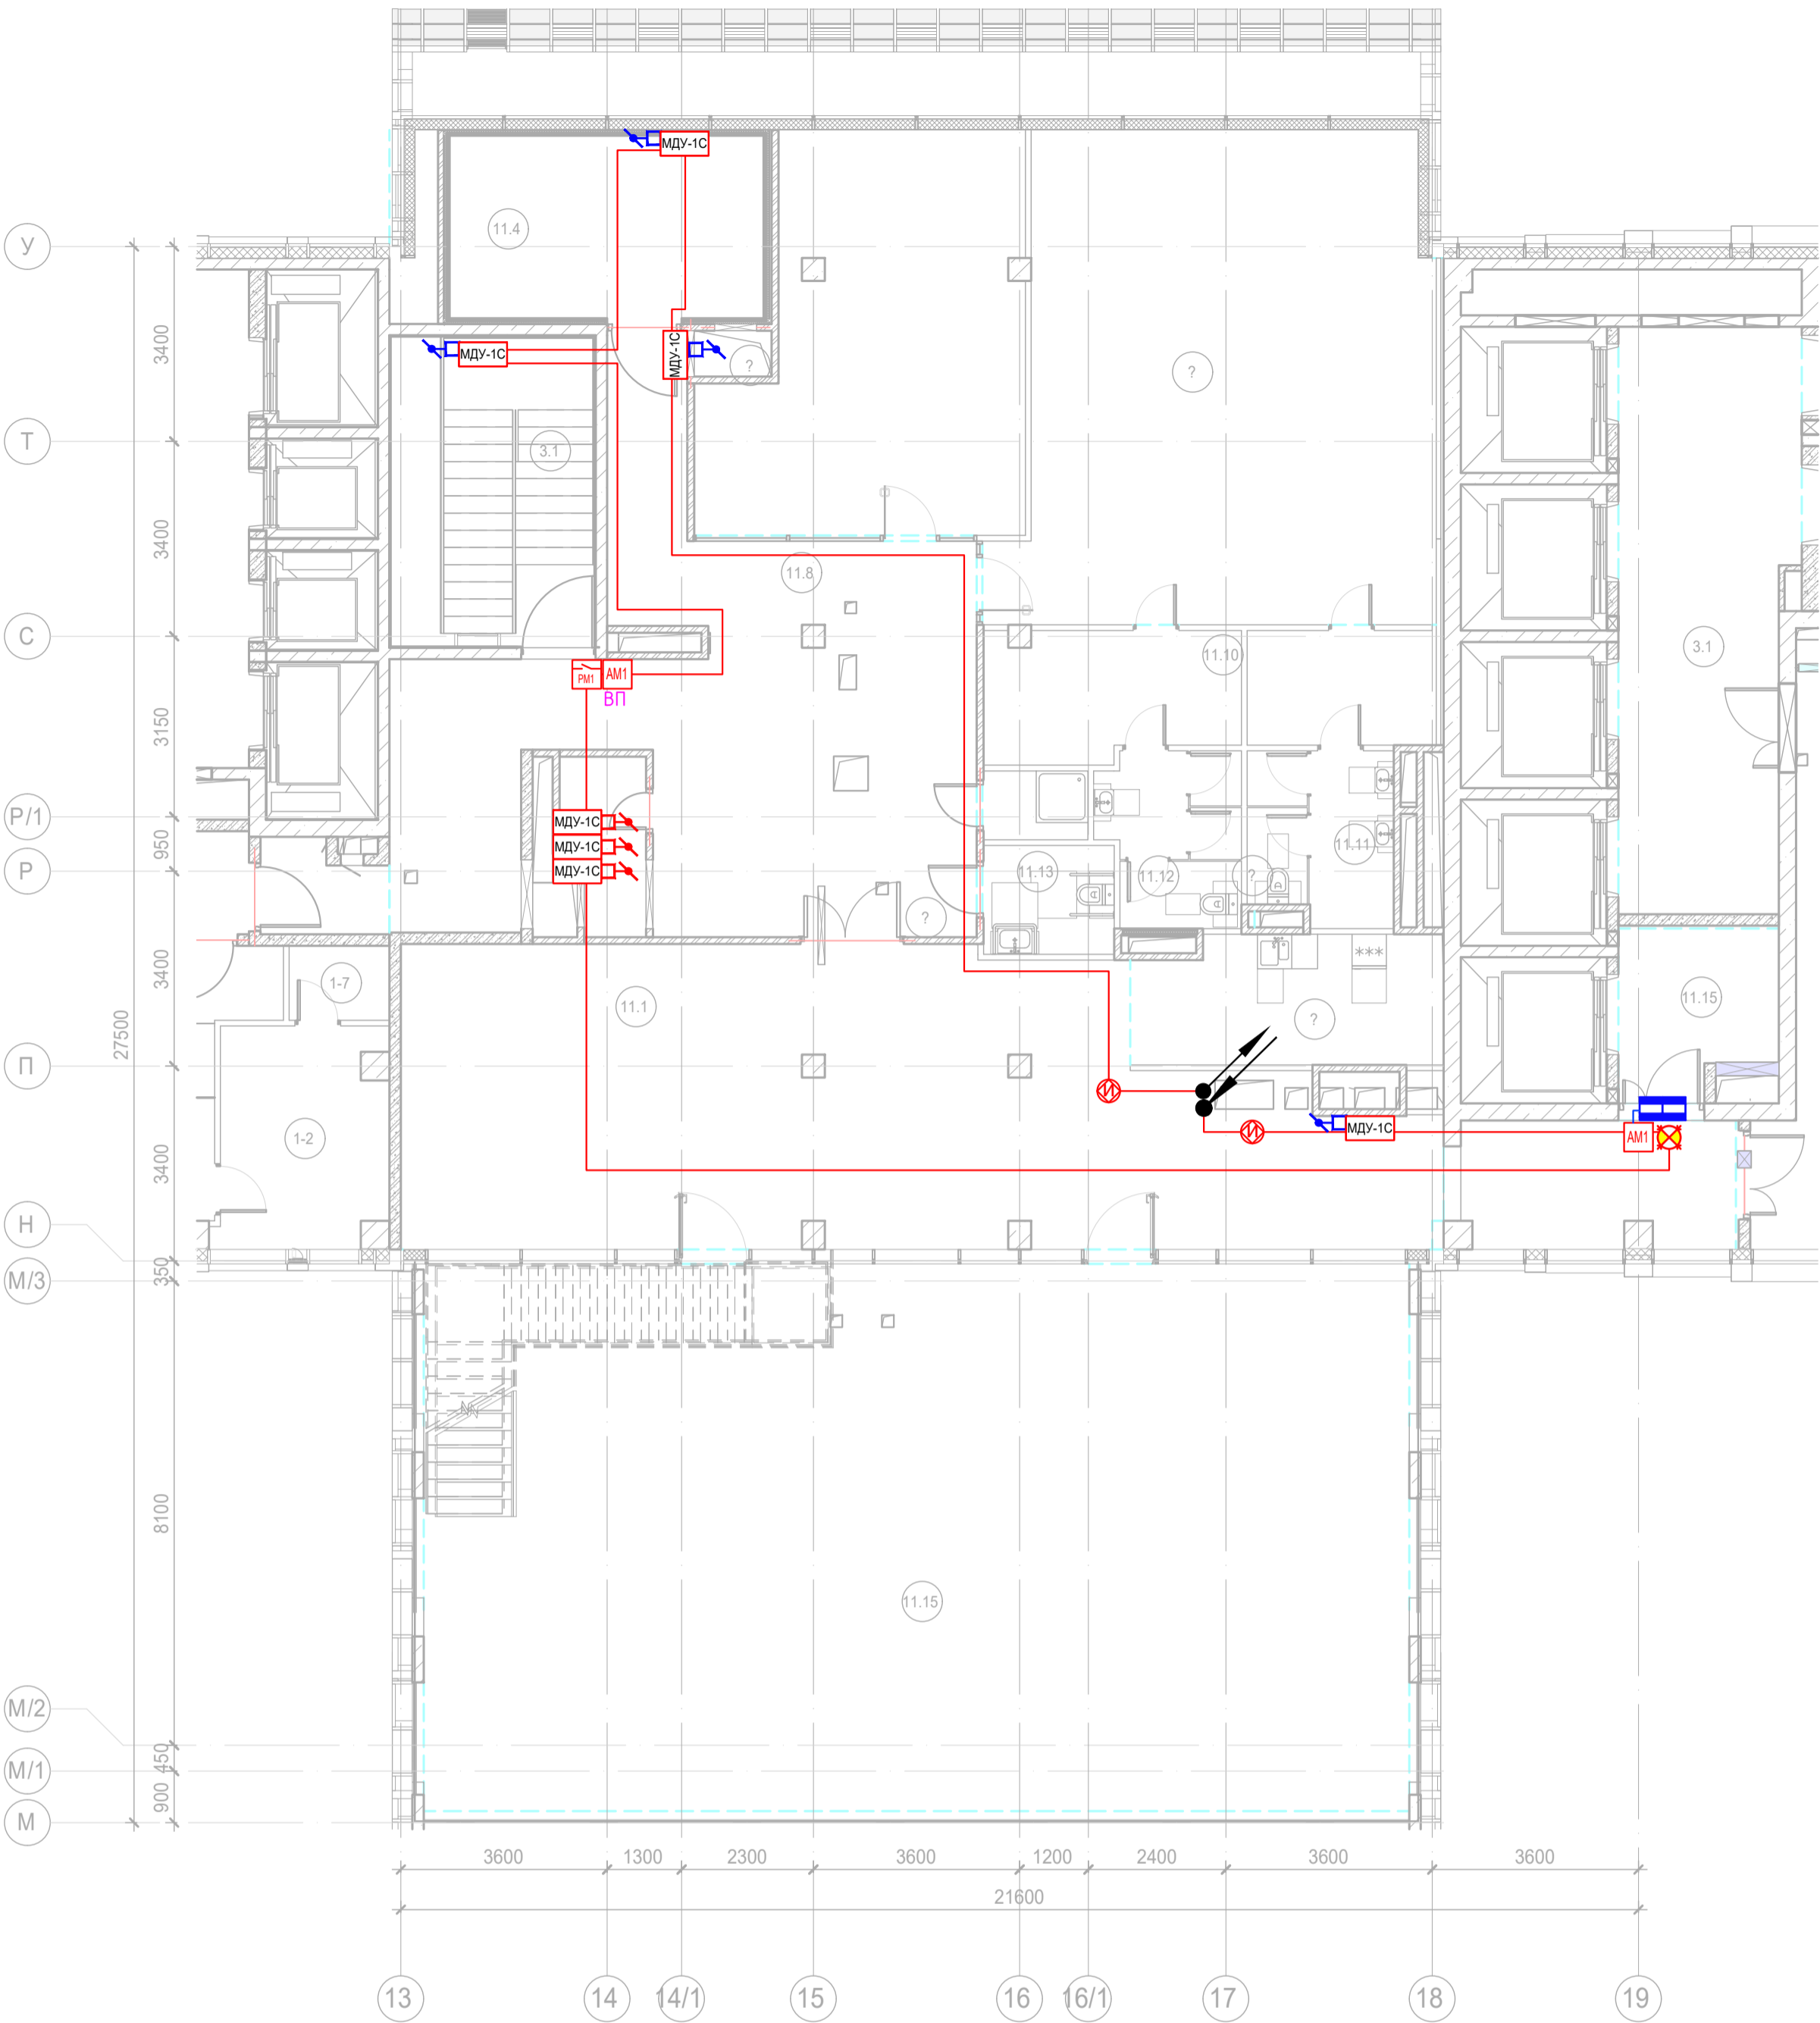 МДУ-1С
11.4
У
3400
МДУ-1С
МДУ-1С
?
?
Т
3.1
3400
11.8
С
11.10
3.1
РМ1
АМ1
ВП
3150
Р/1
МДУ-1С
950
МДУ-1С
11.11
Р
МДУ-1С
11.13
11.12
?
?
3400
1-7
***
11.15
11.1
27500
?
П
И
1-2
И
МДУ-1С
АМ1
3400
Н
350
М/3
8100
11.15
М/2
450
М/1
900
М
3600
1300
2300
3600
1200
2400
3600
3600
21600
13
14
14/1
15
16
16/1
17
18
19